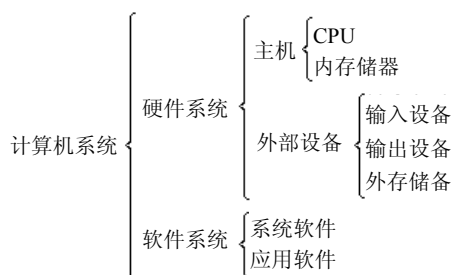 计算机系统
硬件系统
主机
CPU
内存储器
外部设备
输入设备
输出设备
外存储备
软件系统
系统软件
应用软件